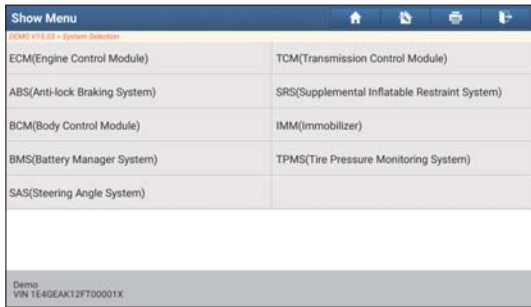 Show Menu
DEMO V15.03 > System Selection
ECM(Engine Control Module)
TCM(Transmission Control Module)
ABS(Anti-lock Braking System)
SRS(Supplemental Inflatable Restraint System)
BCM(Body Control Module)
IMM(Immobilizer)
BMS(Battery Manager System)
TPMS(Tire Pressure Monitoring System)
SAS(Steering Angle System)
Demo
VIN 1E4GEAK12FT00001X